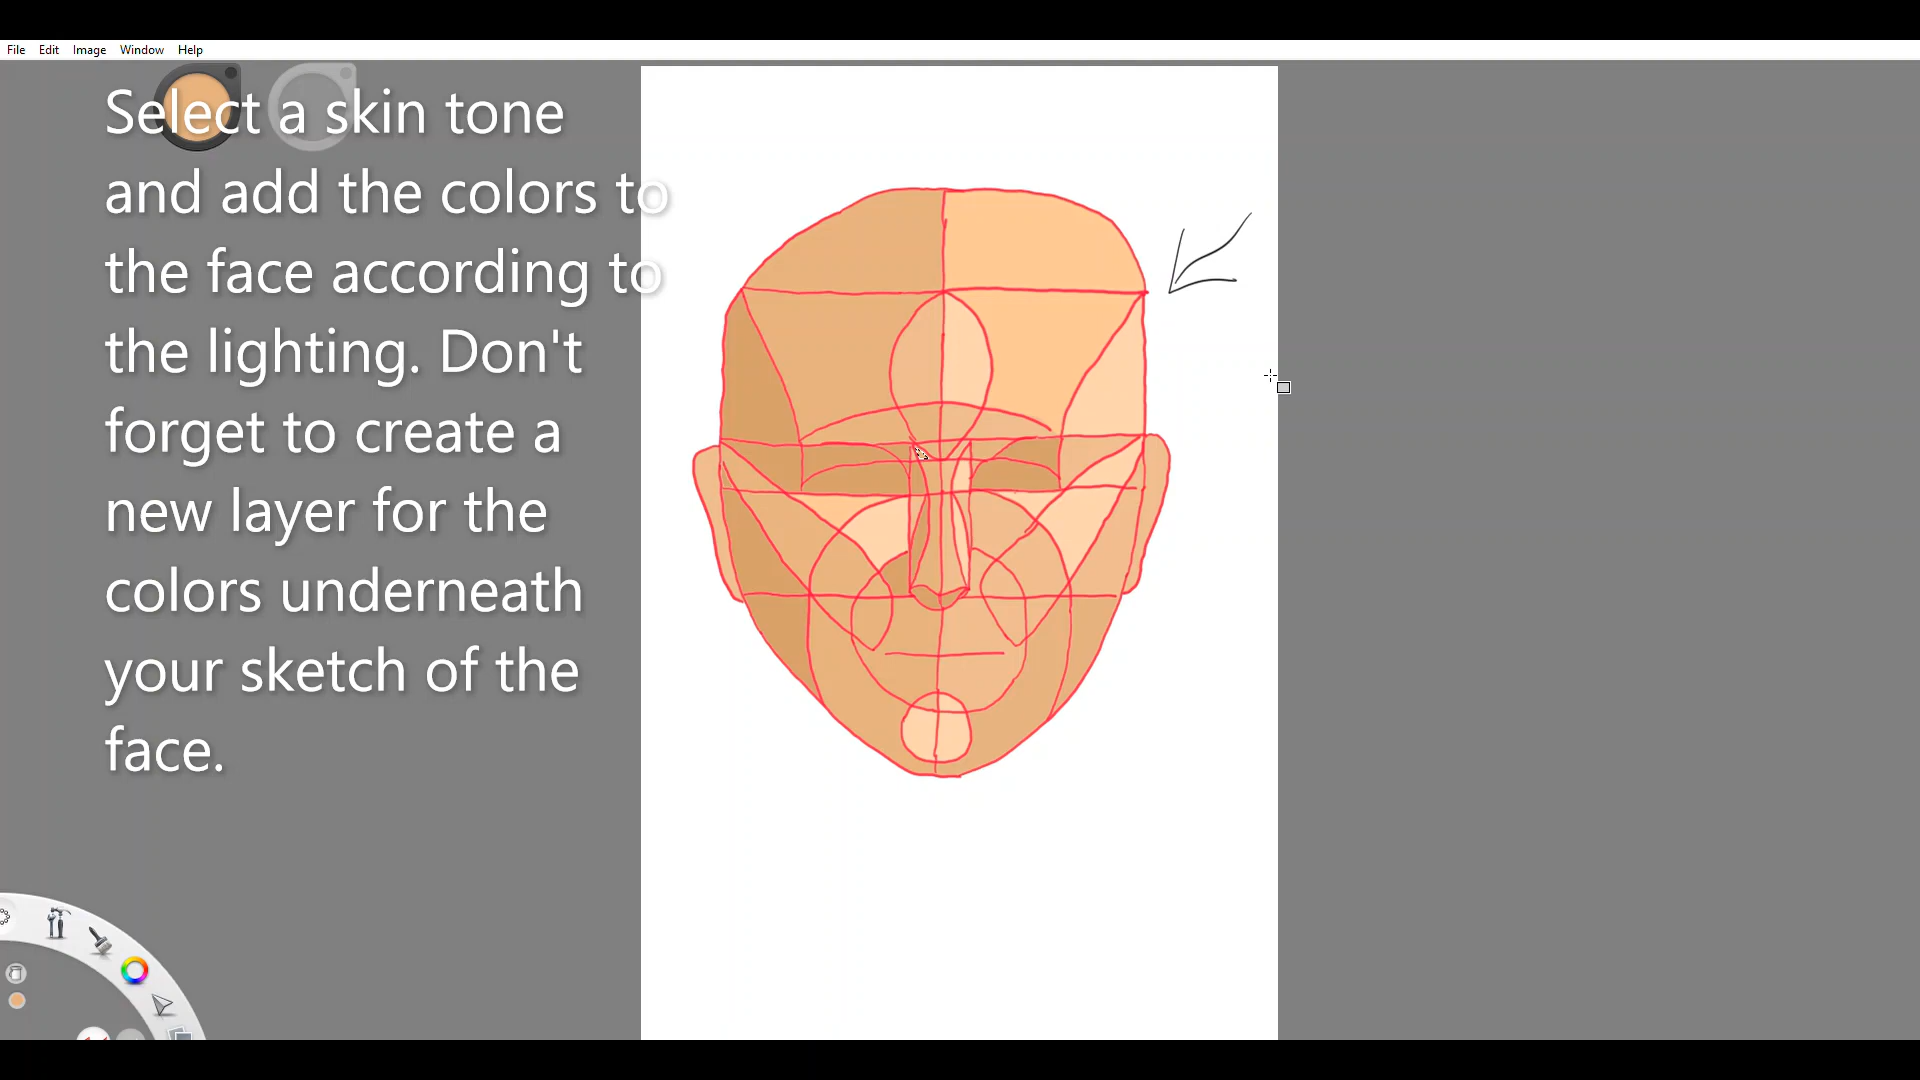 File Edit Image Window Help
Select a skin tone
and add the colors to
the face according to
the lighting. Don't
forget to create a
new layer for the
colors underneath
your sketch of the
face.